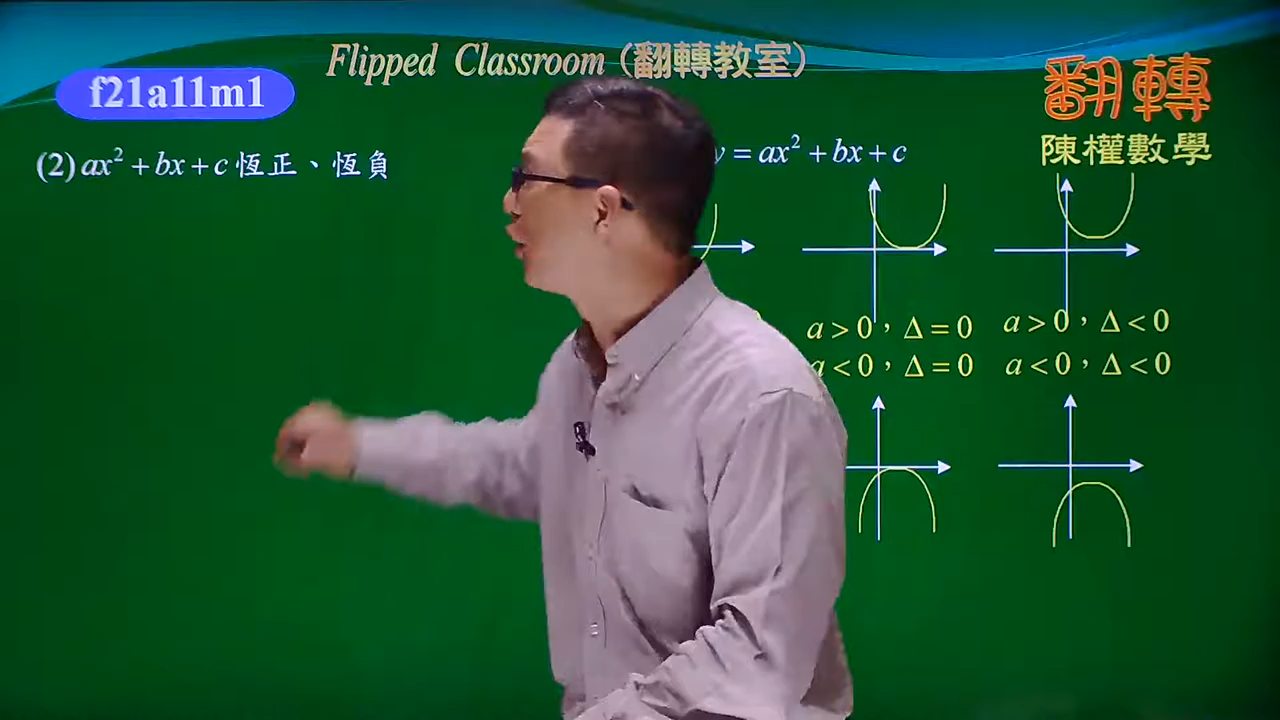 Flipped Classroom (翻轉教室)
f21a11m1
翻轉
陳權數學
(2) ax² + bx + c 恆正、恆負
y = ax² + bx + c
a > 0，Δ = 0
a > 0，Δ < 0
a < 0，Δ = 0
a < 0，Δ < 0